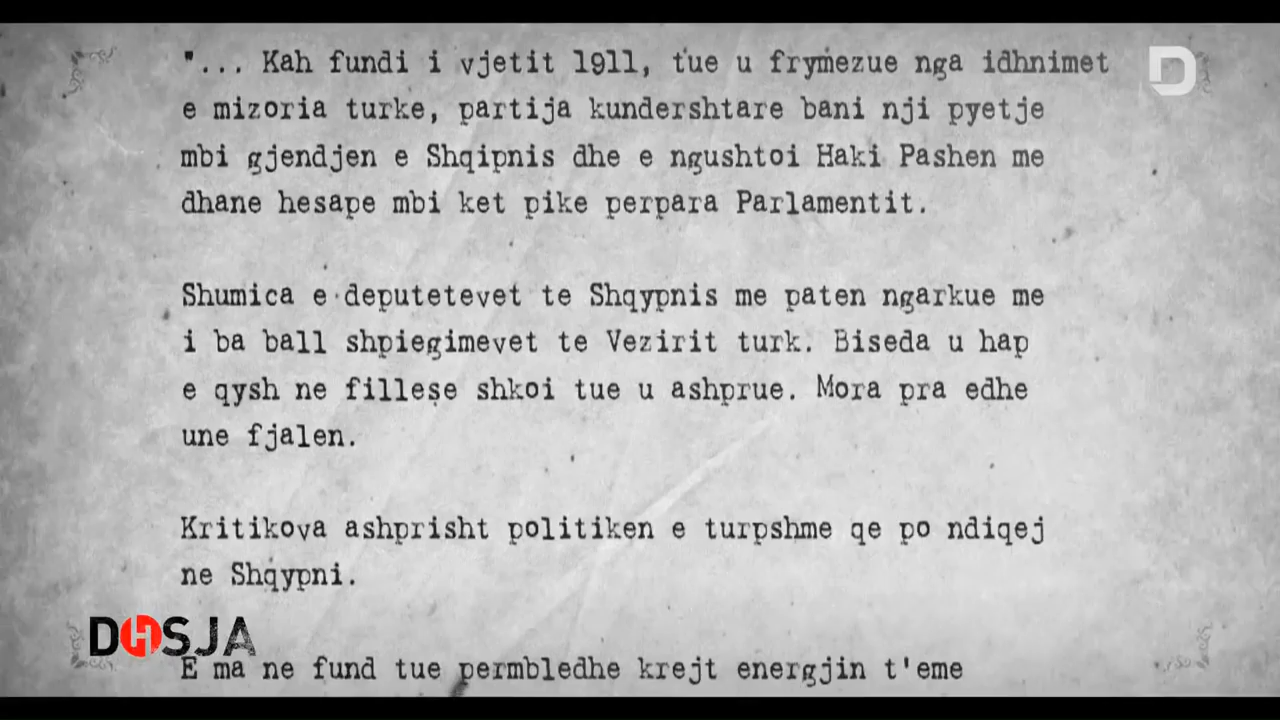 "... Kah fundi i vjetit 1911, tue u frymezue nga idhnimet
e mizoria turke, partija kundershtare bani nji pyetje
mbi gjendjen e Shqipnis dhe e ngushtoi Haki Pashen me
dhane hesape mbi ket pike perpara Parlamentit.
Shumica e deputetevet te Shqypnis me paten ngarkue me
i ba ball shpiegimevet te Vezirit turk. Biseda u hap
e qysh ne fillese shkoi tue u ashprue. Mora pra edhe
une fjalen.
Kritikova ashprisht politiken e turpshme qe po ndiqej
ne Shqypni.
E ma ne fund tue permbledhe krejt energjin t'eme
DHSJA
D